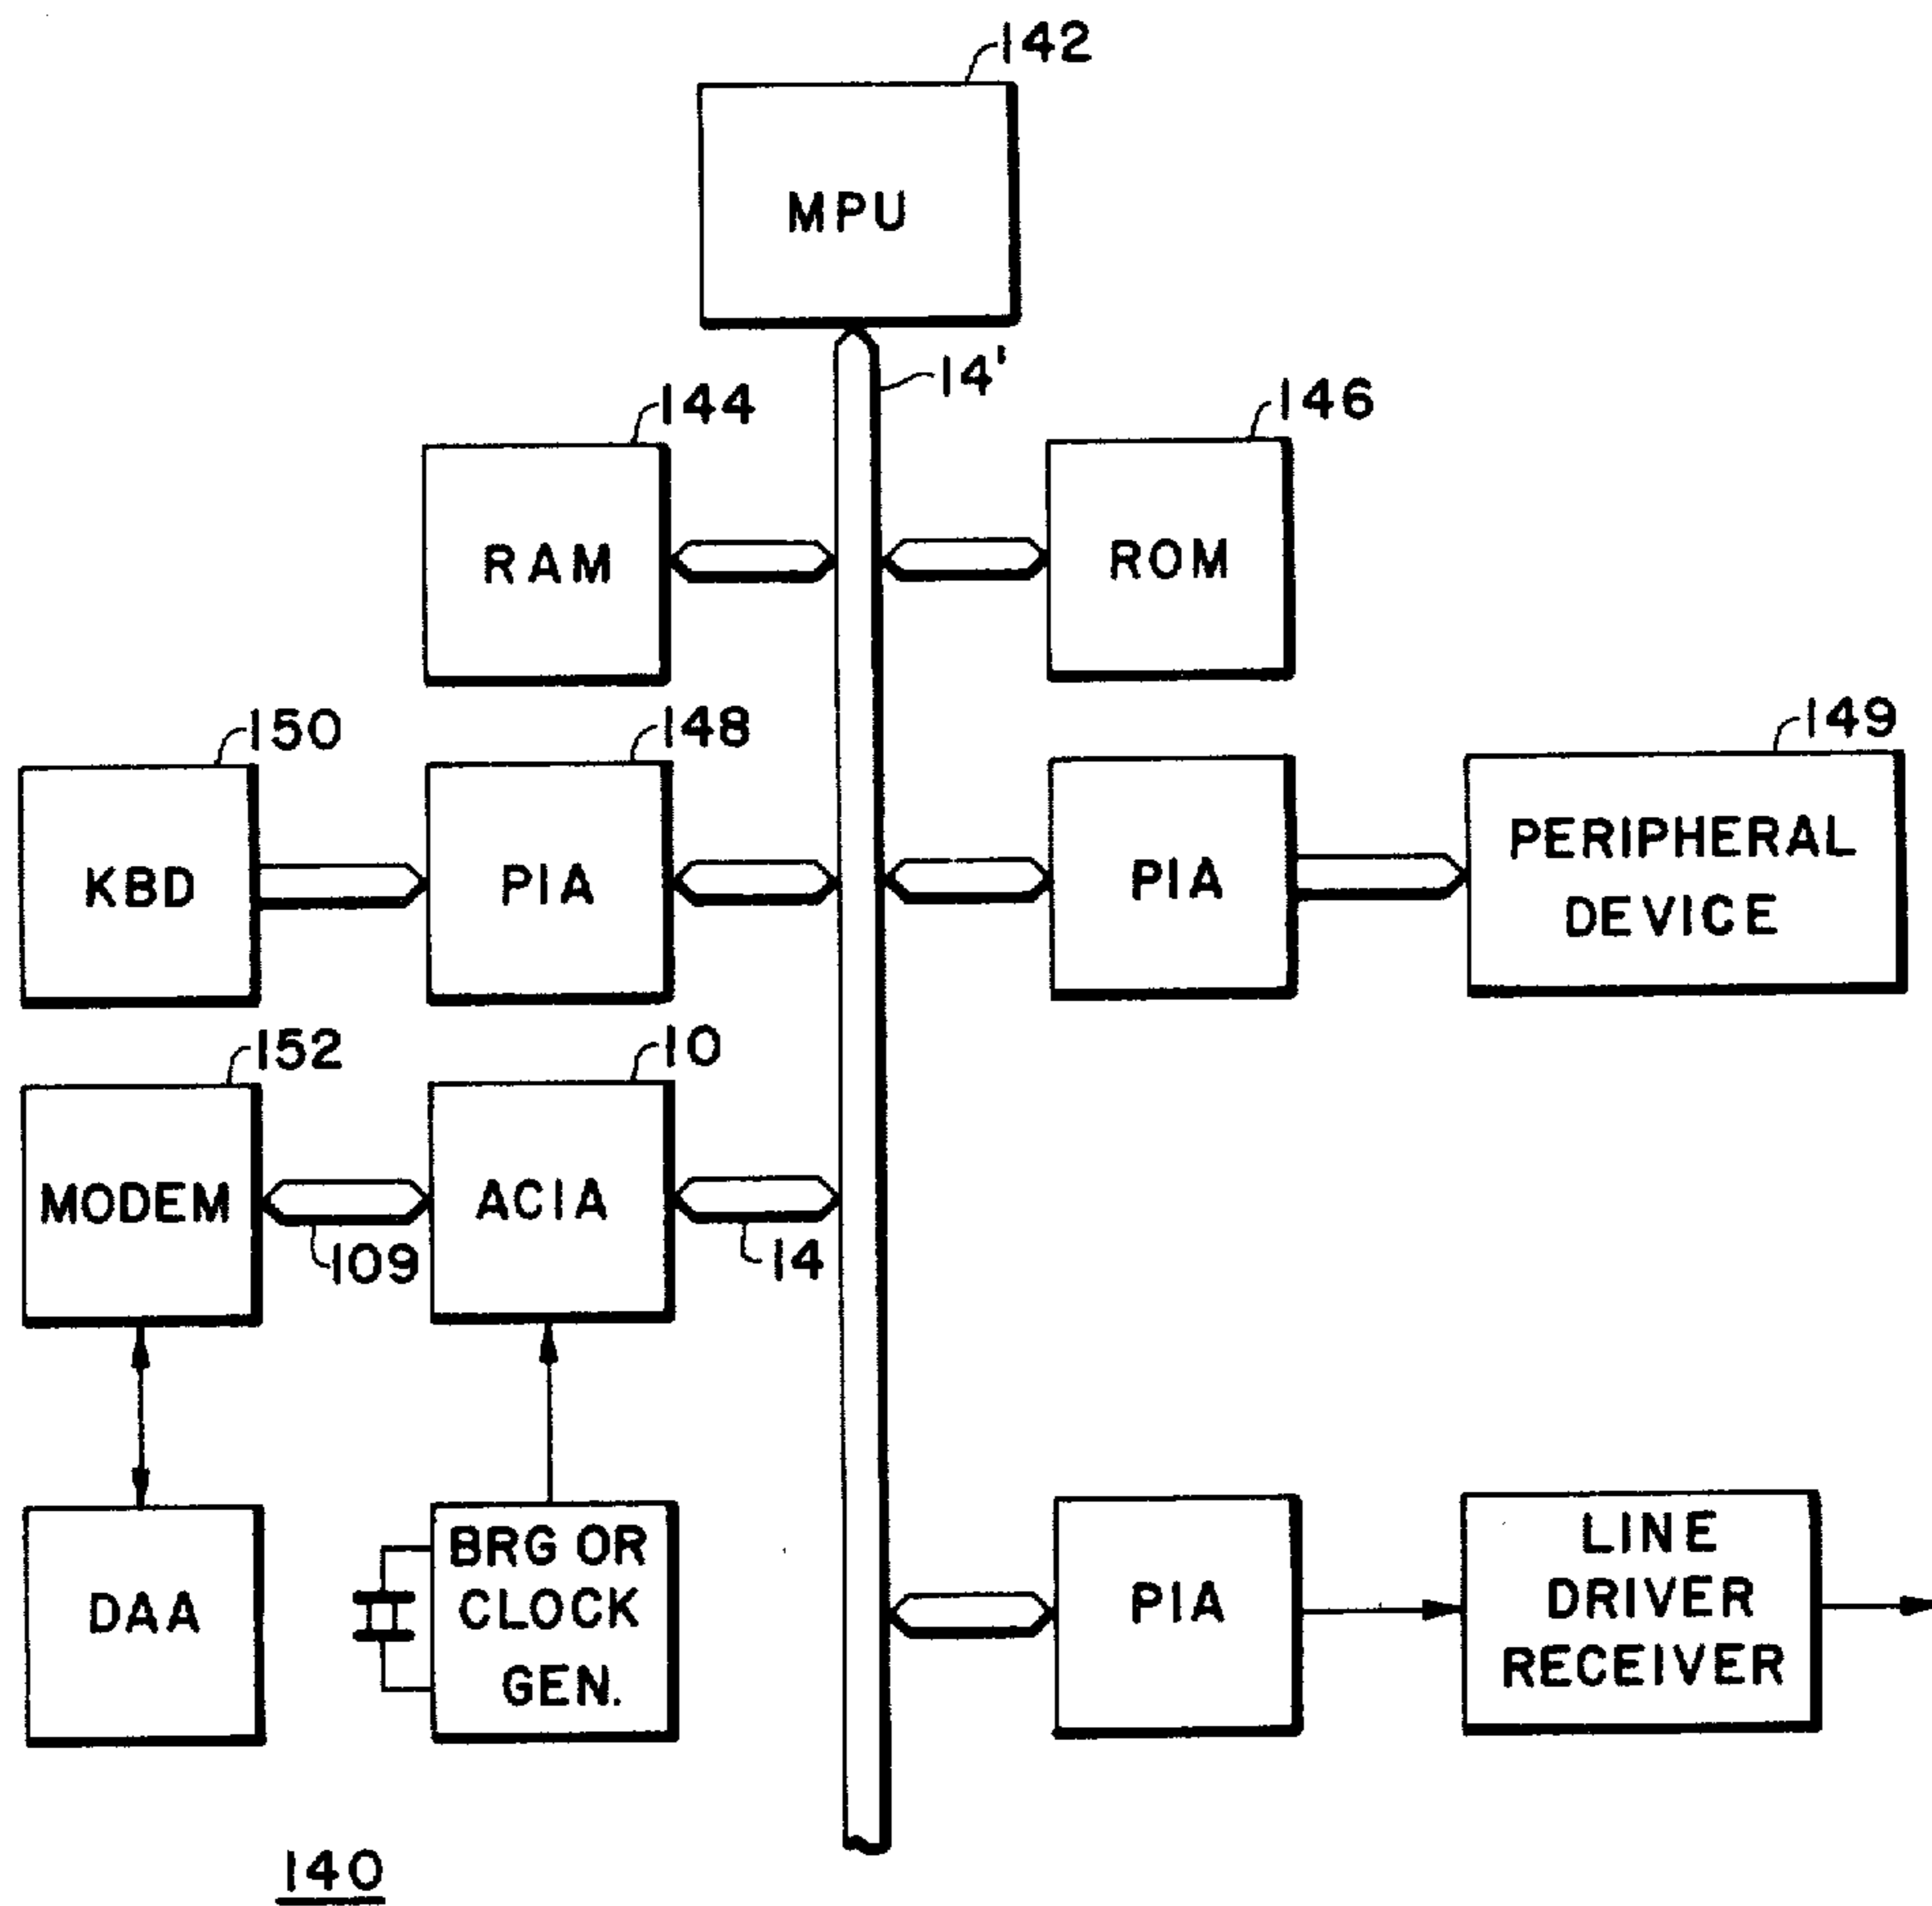 142
MPU
14'
144
146
RAM
ROM
150
148
149
KBD
PIA
PIA
PERIPHERAL
DEVICE
152
10
MODEM
ACIA
109
14
DAA
BRG OR
CLOCK
GEN.
PIA
LINE
DRIVER
RECEIVER
140